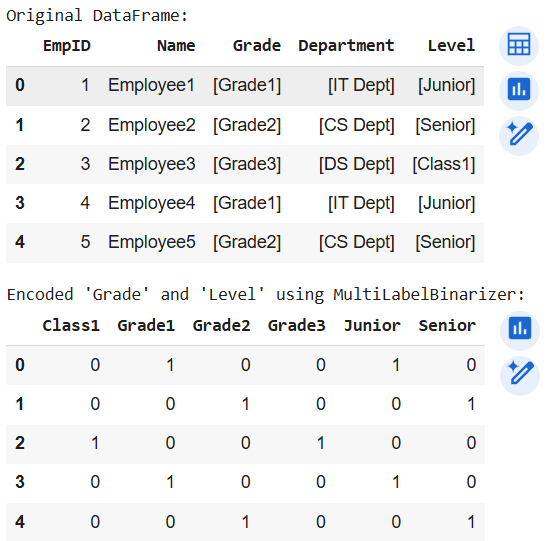 Original DataFrame:
EmpID Name Grade Department Level
0 1 Employee1 [Grade1] [IT Dept] [Junior]
1 2 Employee2 [Grade2] [CS Dept] [Senior]
2 3 Employee3 [Grade3] [DS Dept] [Class1]
3 4 Employee4 [Grade1] [IT Dept] [Junior]
4 5 Employee5 [Grade2] [CS Dept] [Senior]
Encoded 'Grade' and 'Level' using MultiLabelBinarizer:
Class1 Grade1 Grade2 Grade3 Junior Senior
0 0 1 0 0 1 0
1 0 0 1 0 0 1
2 1 0 0 1 0 0
3 0 1 0 0 1 0
4 0 0 1 0 0 1